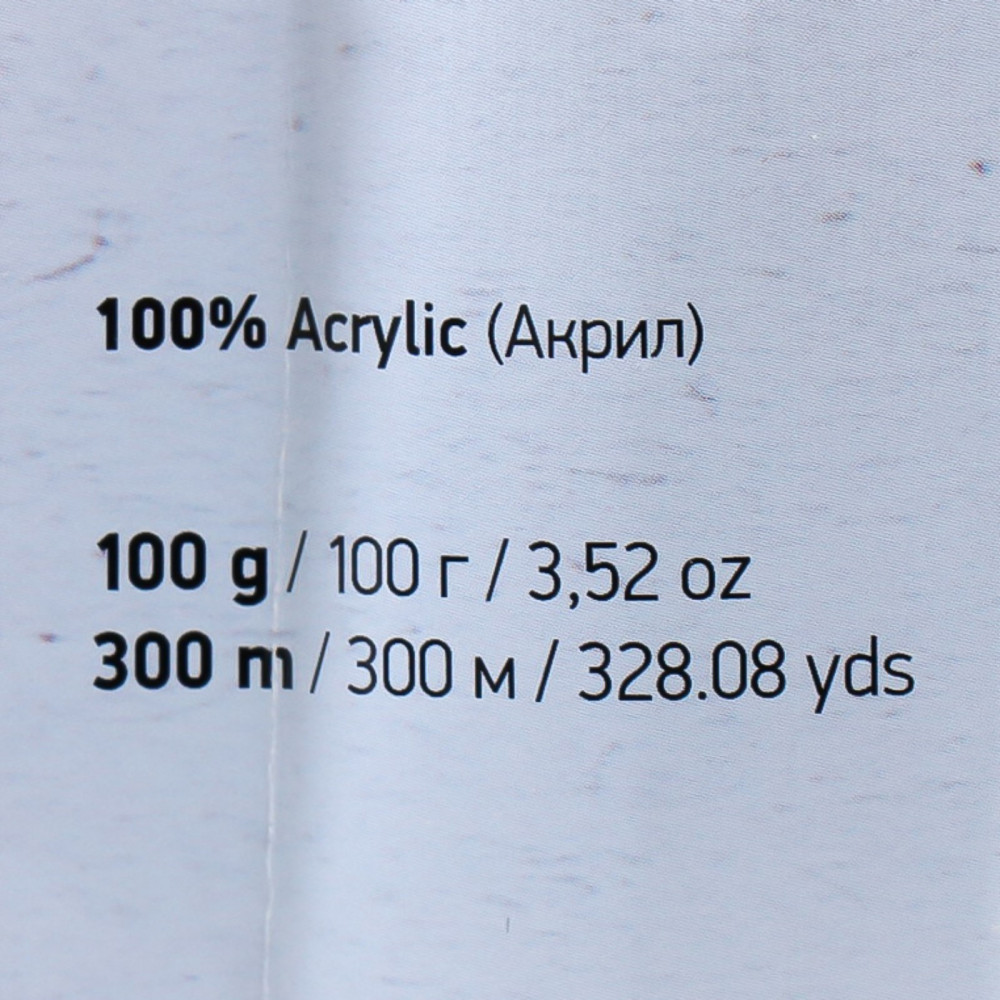 100% Acrylic (Акрил)
100 g / 100 г / 3,52 oz
300 m / 300 м / 328.08 yds